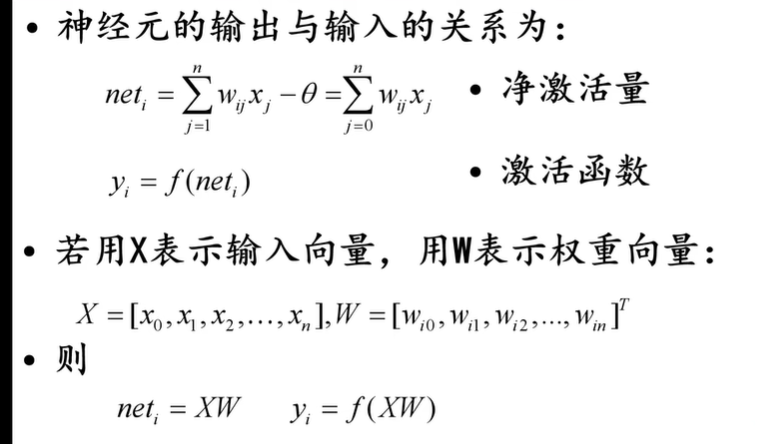 • 神经元的输出与输入的关系为：
net_i = \sum_{j=1}^{n} w_{ij} x_j - θ = \sum_{j=0}^{n} w_{ij} x_j • 净激活量
y_i = f(net_i) • 激活函数
• 若用X表示输入向量，用W表示权重向量：
X = [x_0, x_1, x_2, ..., x_n], W = [w_{i0}, w_{i1}, w_{i2}, ..., w_{in}]^T
• 则
net_i = XW y_i = f(XW)